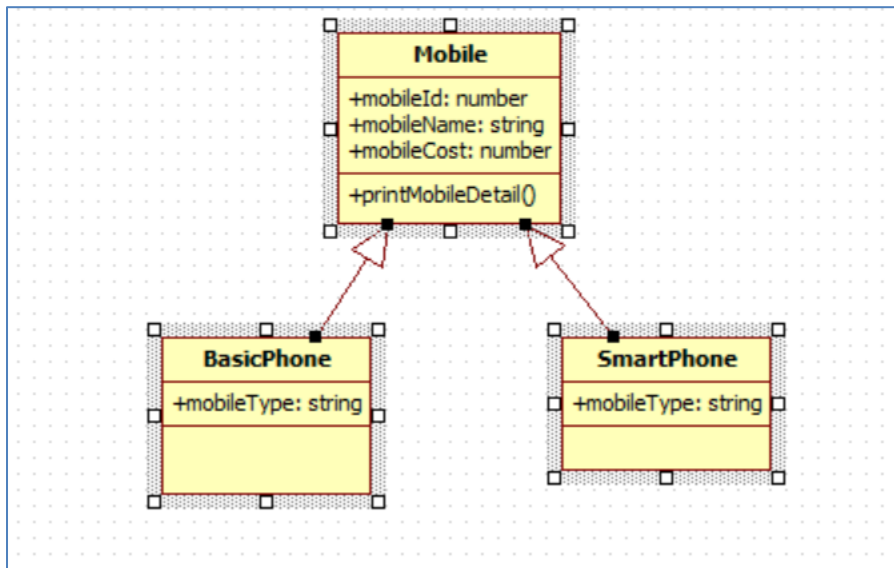 Mobile
+mobileId: number
+mobileName: string
+mobileCost: number
+printMobileDetail()
BasicPhone
+mobileType: string
SmartPhone
+mobileType: string